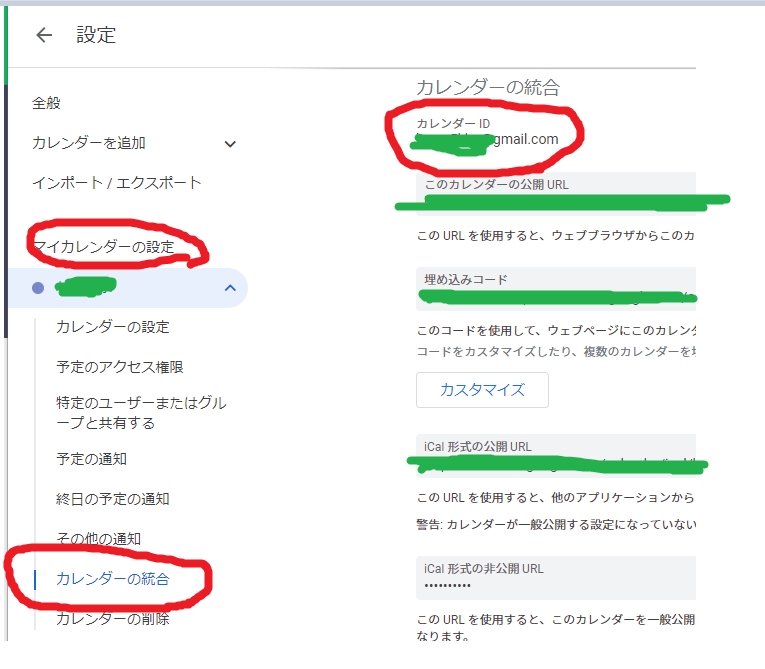 設定
全般
カレンダーを追加
インポート / エクスポート
マイカレンダーの設定
カレンダーの設定
予定のアクセス権限
特定のユーザーまたはグル
ープと共有する
予定の通知
終日の予定の通知
その他の通知
カレンダーの統合
カレンダーの削除
カレンダーの統合
カレンダー ID
@gmail.com
このカレンダーの公開 URL
この URL を使用すると、ウェブブラウザからこのカ
埋め込みコード
このコードを使用して、ウェブページにこのカレンダ
コードをカスタマイズしたり、複数のカレンダーを埋
カスタマイズ
iCal 形式の公開 URL
この URL を使用すると、他のアプリケーションから
警告: カレンダーが一般公開する設定になっていない
iCal 形式の非公開 URL
••••••••••
この URL を使用すると、このカレンダーを一般公開
なります。